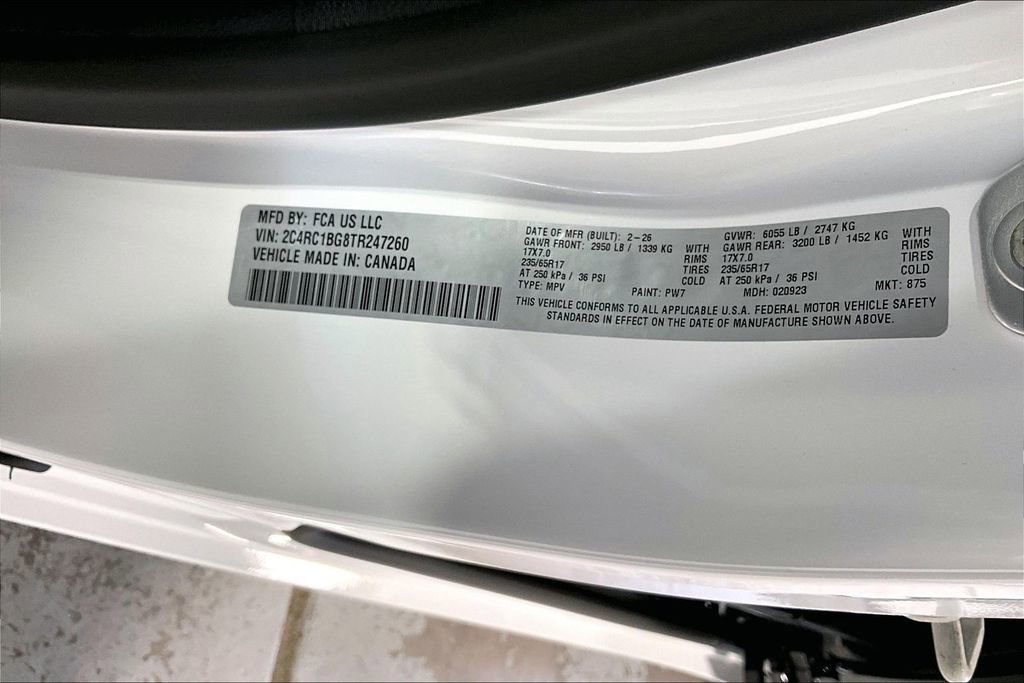 MFD BY: FCA US LLC
VIN: 2C4RC1BG8TR247260
VEHICLE MADE IN: CANADA
DATE OF MFR (BUILT): 2-26
GAWR FRONT: 2950 LB / 1339 KG WITH
17X7.0 RIMS
235/65R17 TIRES
AT 250 kPa / 36 PSI COLD
GVWR: 6055 LB / 2747 KG
GAWR REAR: 3200 LB / 1452 KG WITH
17X7.0 RIMS
235/65R17 TIRES
AT 250 kPa / 36 PSI COLD
TYPE: MPV PAINT: PW7 MDH: 020923 MKT: 875
THIS VEHICLE CONFORMS TO ALL APPLICABLE U.S.A. FEDERAL MOTOR VEHICLE SAFETY
STANDARDS IN EFFECT ON THE DATE OF MANUFACTURE SHOWN ABOVE.